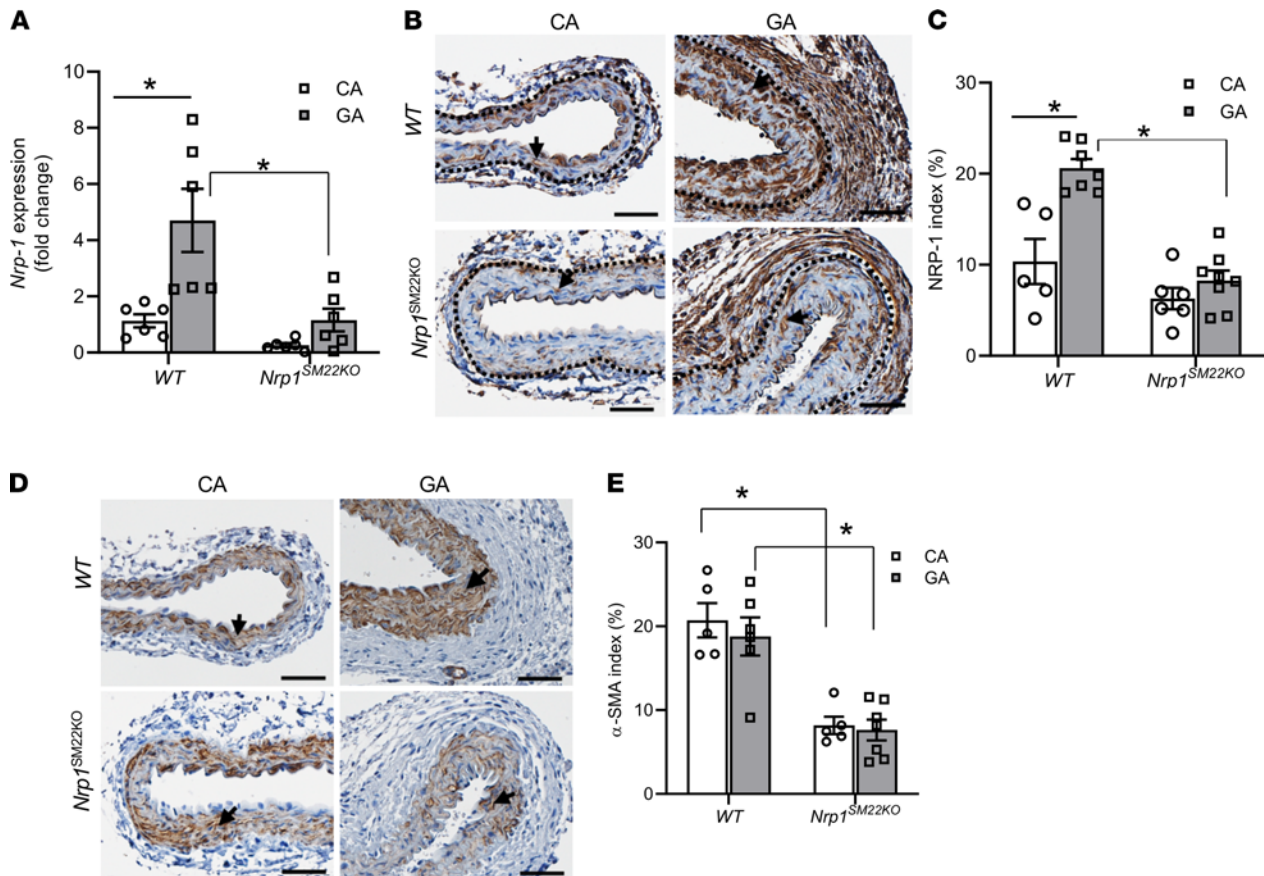 A
Nrp-1 expression
(fold change)
10
8
6
4
2
0
*
*
CA
GA
WT
Nrp1SM22KO
B
CA
GA
WT
Nrp1SM22KO
C
NRP-1 index (%)
30
20
10
0
*
*
CA
GA
WT
Nrp1SM22KO
D
CA
GA
WT
Nrp1SM22KO
E
α-SMA index (%)
30
20
10
0
*
*
CA
GA
WT
Nrp1SM22KO